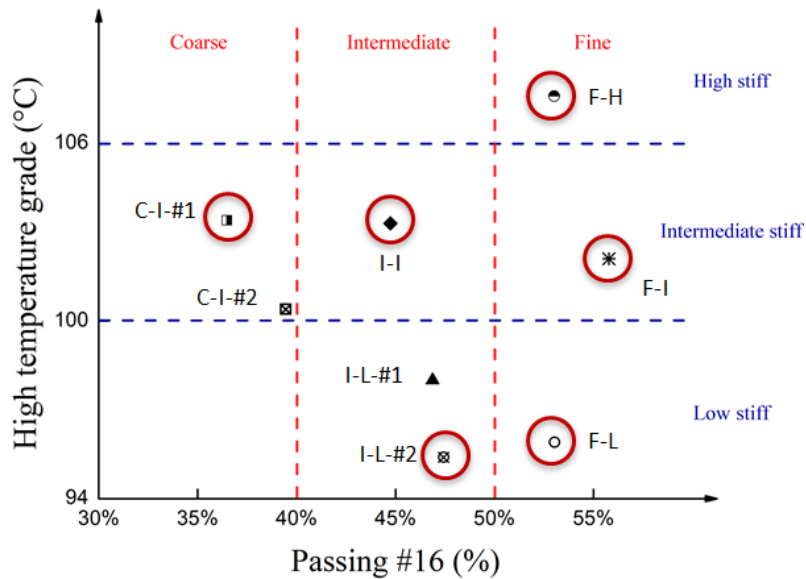 Coarse Intermediate Fine
High stiff
F-H
106
C-I-#1
I-I
Intermediate stiff
F-I
C-I-#2
100
I-L-#1
Low stiff
I-L-#2
F-L
94
30% 35% 40% 45% 50% 55%
Passing #16 (%)
High temperature grade (°C)